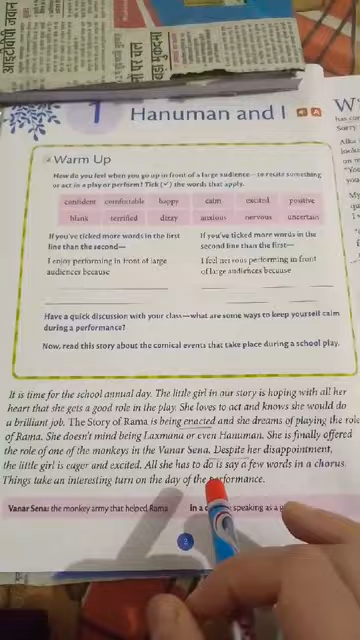 आईटीबीपी जवान
1 Hanuman and I A
Warm Up
How do you feel when you go up in front of a large audience—to recite something
or act in a play or perform? Tick (✓) the words that apply.
confident comfortable happy calm excited positive
blank terrified dizzy anxious nervous uncertain
If you've ticked more words in the first
line than the second—
I enjoy performing in front of large
audiences because
If you've ticked more words in the
second line than the first—
I feel nervous performing in front
of large audiences because
Have a quick discussion with your class—what are some ways to keep yourself calm
during a performance?
Now, read this story about the comical events that take place during a school play.
It is time for the school annual day. The little girl in our story is hoping with all her
heart that she gets a good role in the play. She loves to act and knows she would do
a brilliant job. The Story of Rama is being enacted and she dreams of playing the role
of Rama. She doesn't mind being Laxmana or even Hanuman. She is finally offered
the role of one of the monkeys in the Vanar Sena. Despite her disappointment,
the little girl is eager and excited. All she has to do is say a few words in a chorus.
Things take an interesting turn on the day of the performance.
Vanar Sena: the monkey army that helped Rama
In a speaking as a